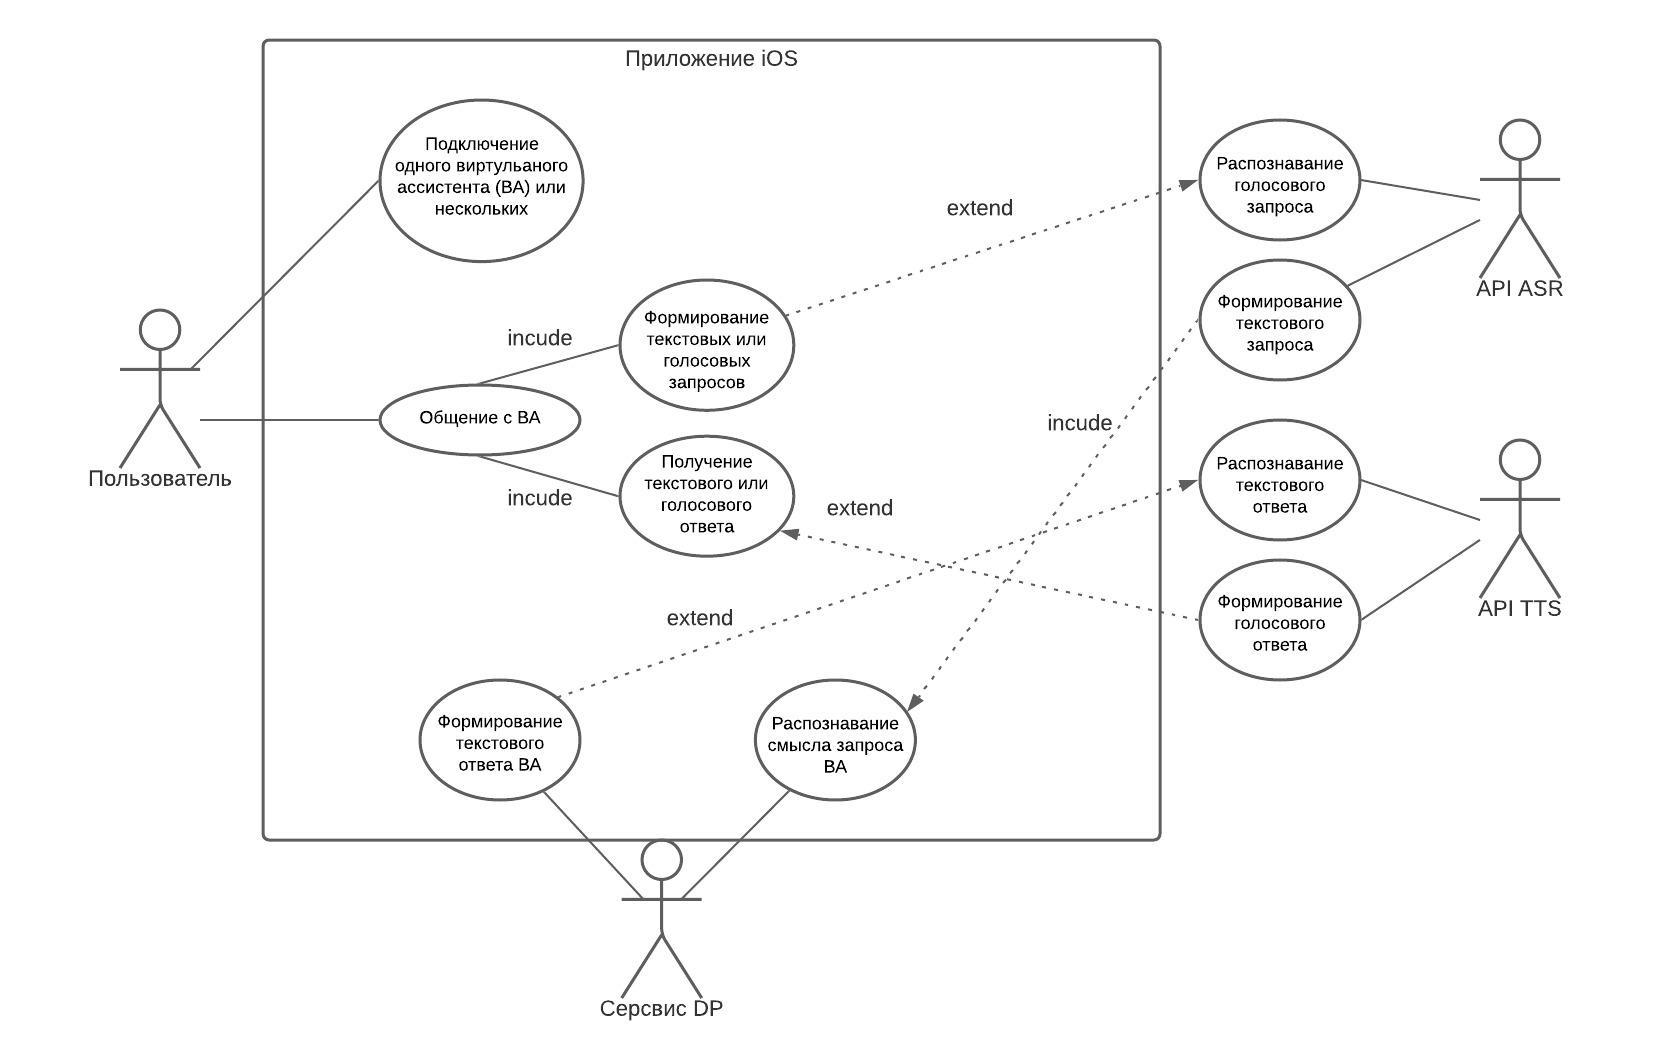 Приложение iOS
Подключение
одного виртульаного
ассистента (ВА) или
нескольких
Распознавание
голосового
запроса
API ASR
extend
Формирование
текстовых или
голосовых
запросов
incude
Формирование
текстового
запроса
Общение с ВА
Пользователь
incude
Получение
текстового или
голосового
ответа
incude
extend
Распознавание
текстового
ответа
API TTS
extend
Формирование
голосового
ответа
Формирование
текстового
ответа ВА
Распознавание
смысла запроса
ВА
Серсвис DP